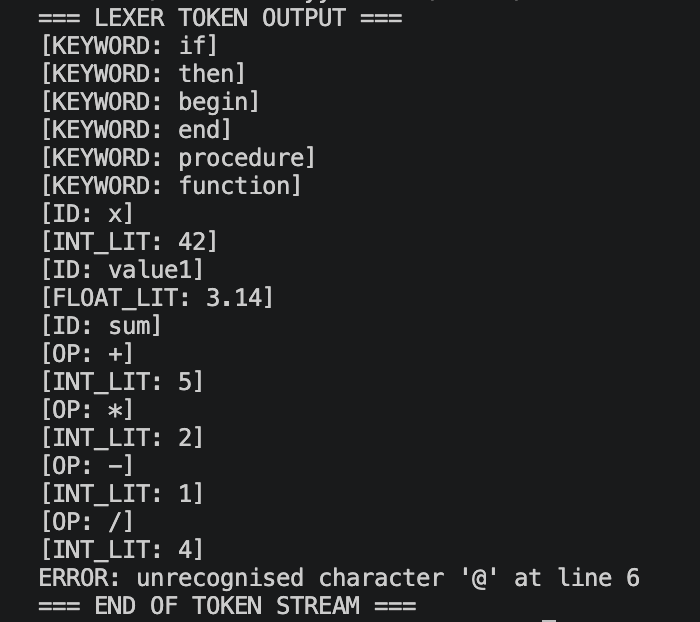 === LEXER TOKEN OUTPUT ===
[KEYWORD: if]
[KEYWORD: then]
[KEYWORD: begin]
[KEYWORD: end]
[KEYWORD: procedure]
[KEYWORD: function]
[ID: x]
[INT_LIT: 42]
[ID: value1]
[FLOAT_LIT: 3.14]
[ID: sum]
[OP: +]
[INT_LIT: 5]
[OP: *]
[INT_LIT: 2]
[OP: -]
[INT_LIT: 1]
[OP: /]
[INT_LIT: 4]
ERROR: unrecognised character '@' at line 6
=== END OF TOKEN STREAM ===